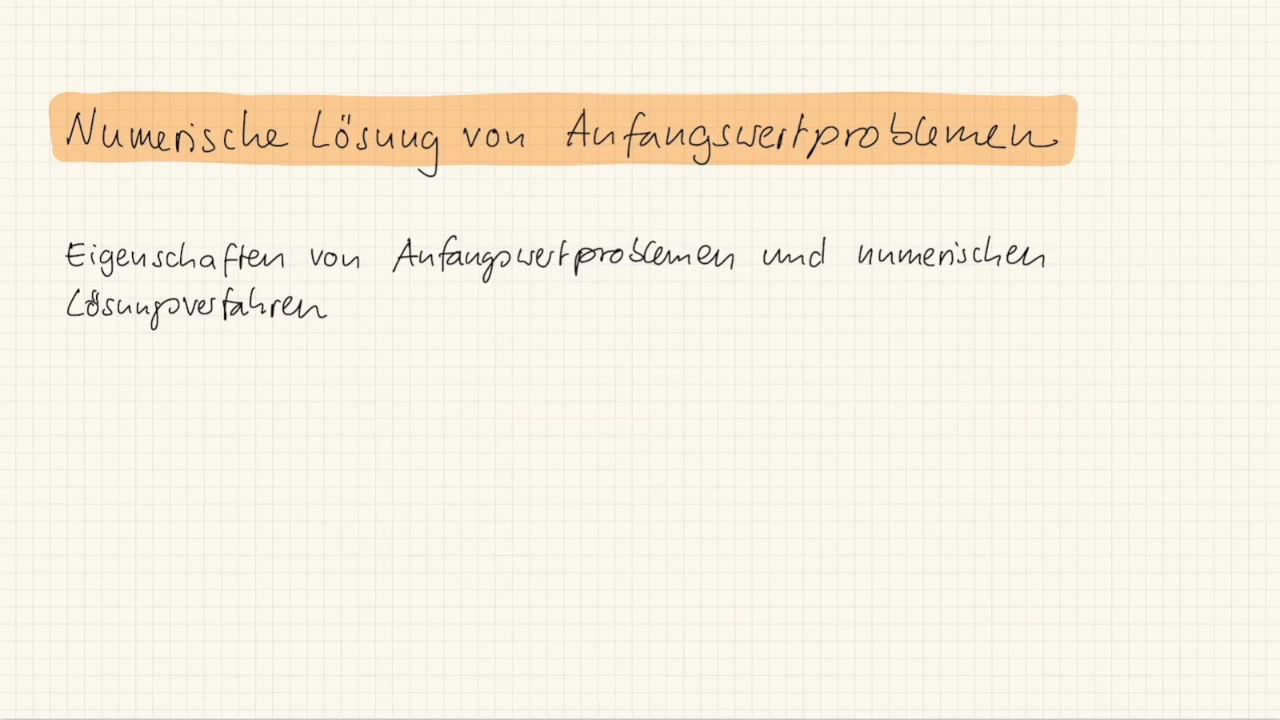 Numerische Lösung von Anfangswertproblemen
Eigenschaften von Anfangswertproblemen und numerischen
Lösungsverfahren